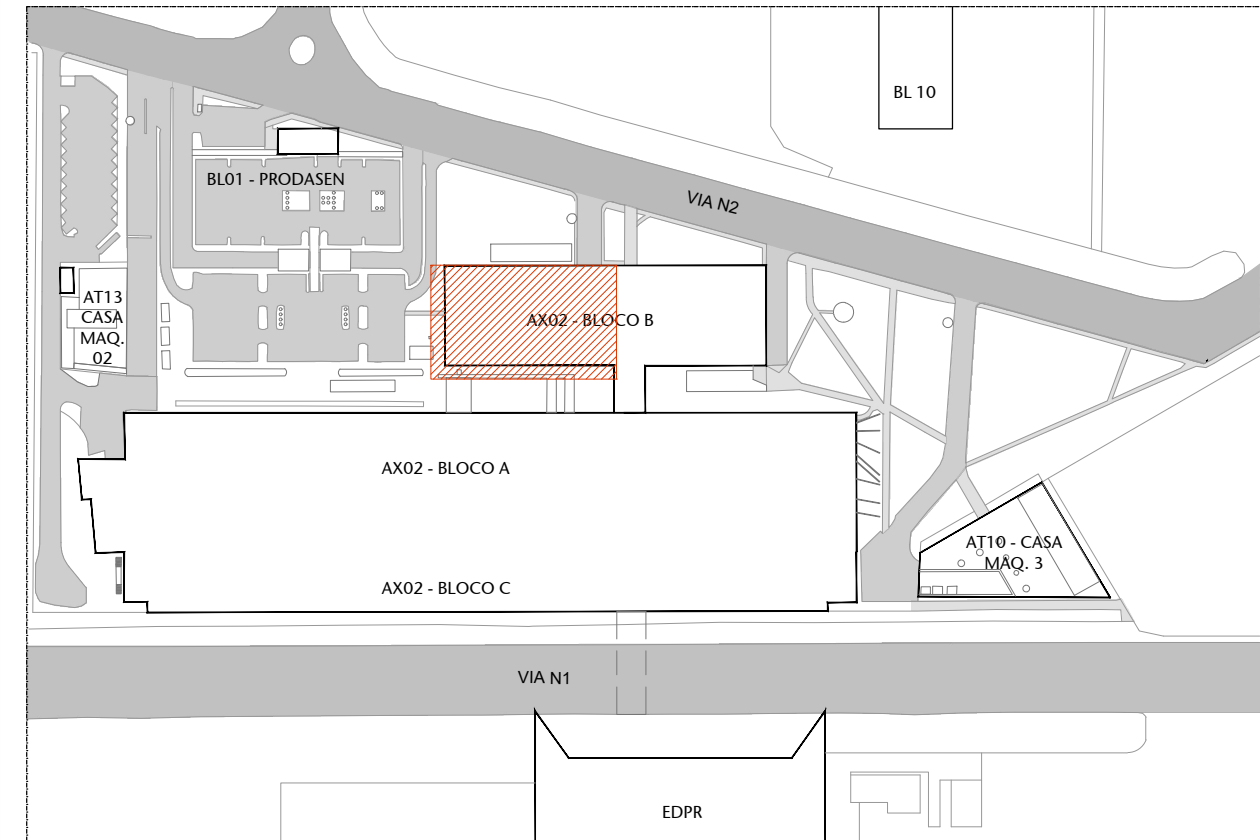 BL 10
BL01 - PRODASEN
VIA N2
AT13
CASA
MAQ.
02
AX02 - BLOCO B
AX02 - BLOCO A
AT10 - CASA
MAQ. 3
AX02 - BLOCO C
VIA N1
EDPR